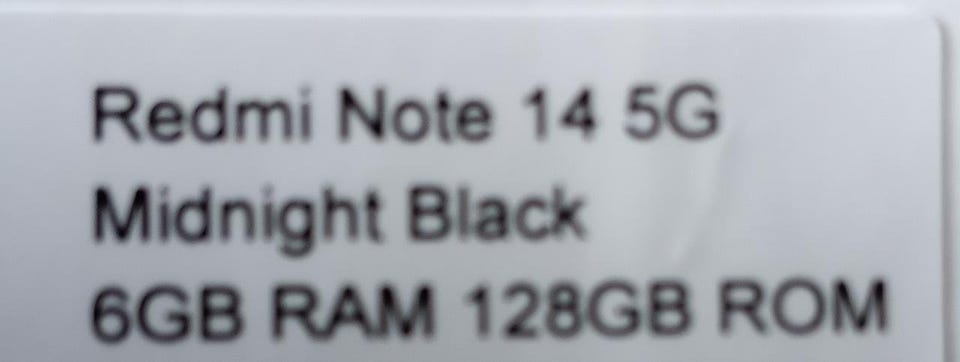 Redmi Note 14 5G
Midnight Black
6GB RAM 128GB ROM